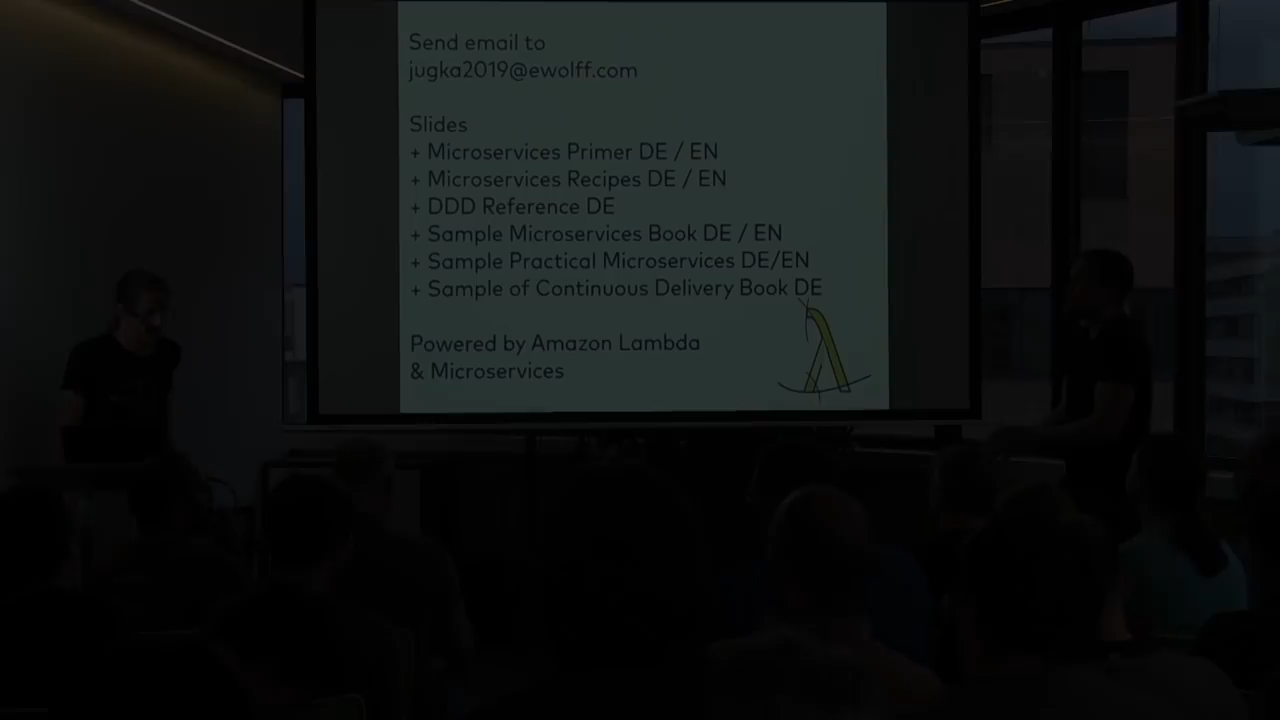 Send email to
jugka2019@ewolff.com
Slides
+ Microservices Primer DE / EN
+ Microservices Recipes DE / EN
+ DDD Reference DE
+ Sample Microservices Book DE / EN
+ Sample Practical Microservices DE/EN
+ Sample of Continuous Delivery Book DE
Powered by Amazon Lambda
& Microservices